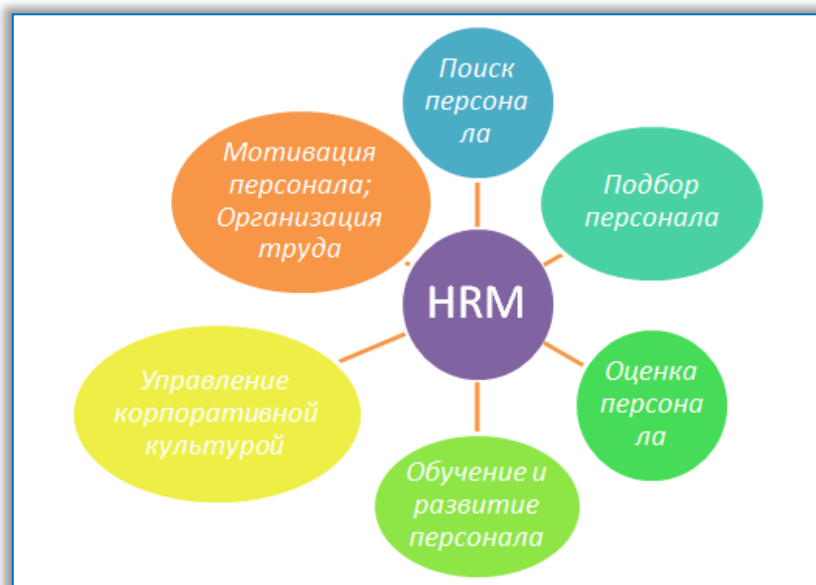 Поиск
персона
ла
Мотивация
персонала;
Организация
труда
Подбор
персонала
HRM
Управление
корпоративной
культурой
Оценка
персона
ла
Обучение и
развитие
персонала